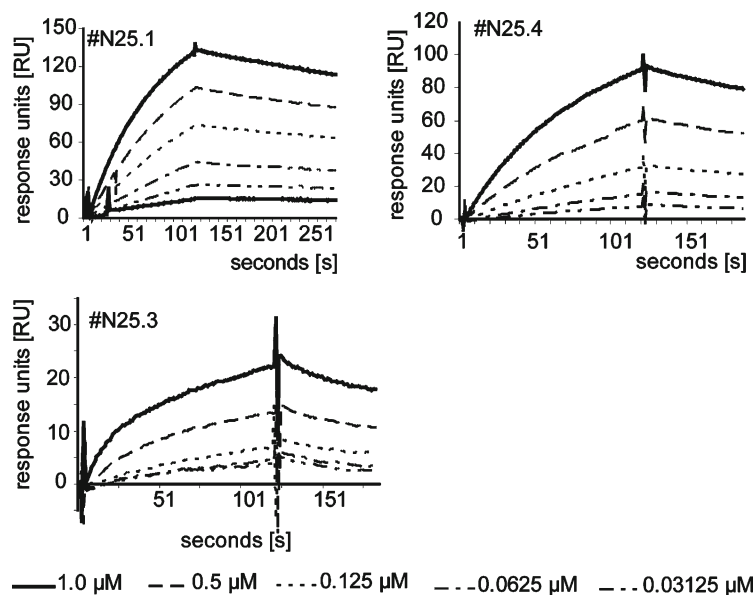 #N25.1
response units [RU]
150
120
90
60
30
0
1 51 101 151 201 251
seconds [s]
#N25.4
response units [RU]
120
100
80
60
40
20
0
1 51 101 151
seconds [s]
#N25.3
response units [RU]
30
20
10
0
51 101 151
seconds [s]
1.0 µM 0.5 µM 0.125 µM 0.0625 µM 0.03125 µM